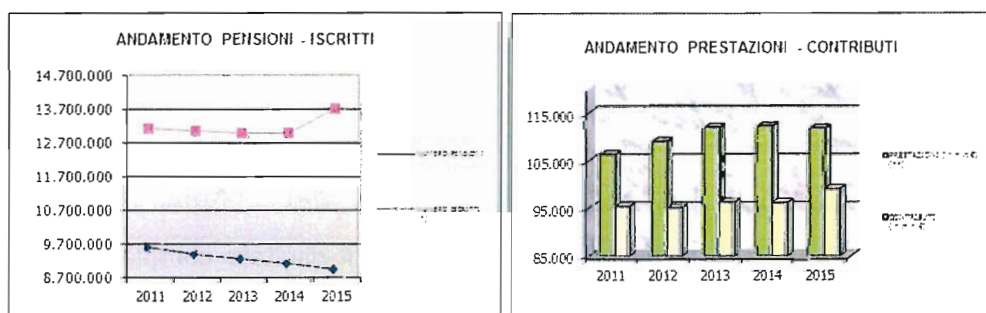 ANDAMENTO PENSIONI - ISCRITTI
14.700.000
13.700.000
12.700.000
11.700.000
10.700.000
9.700.000
8.700.000
2011 2012 2013 2014 2015
ANDAMENTO PRESTAZIONI - CONTRIBUTI
115.000
105.000
95.000
85.000
2011 2012 2013 2014 2015
PRESTAZIONI
CONTRIBUTI